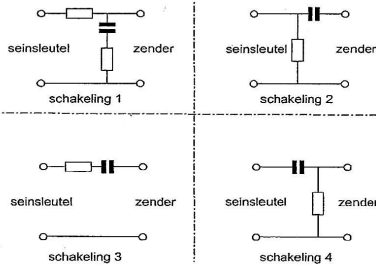 seinsleutel zender
schakeling 1
seinsleutel zender
schakeling 2
seinsleutel zender
schakeling 3
seinsleutel zender
schakeling 4